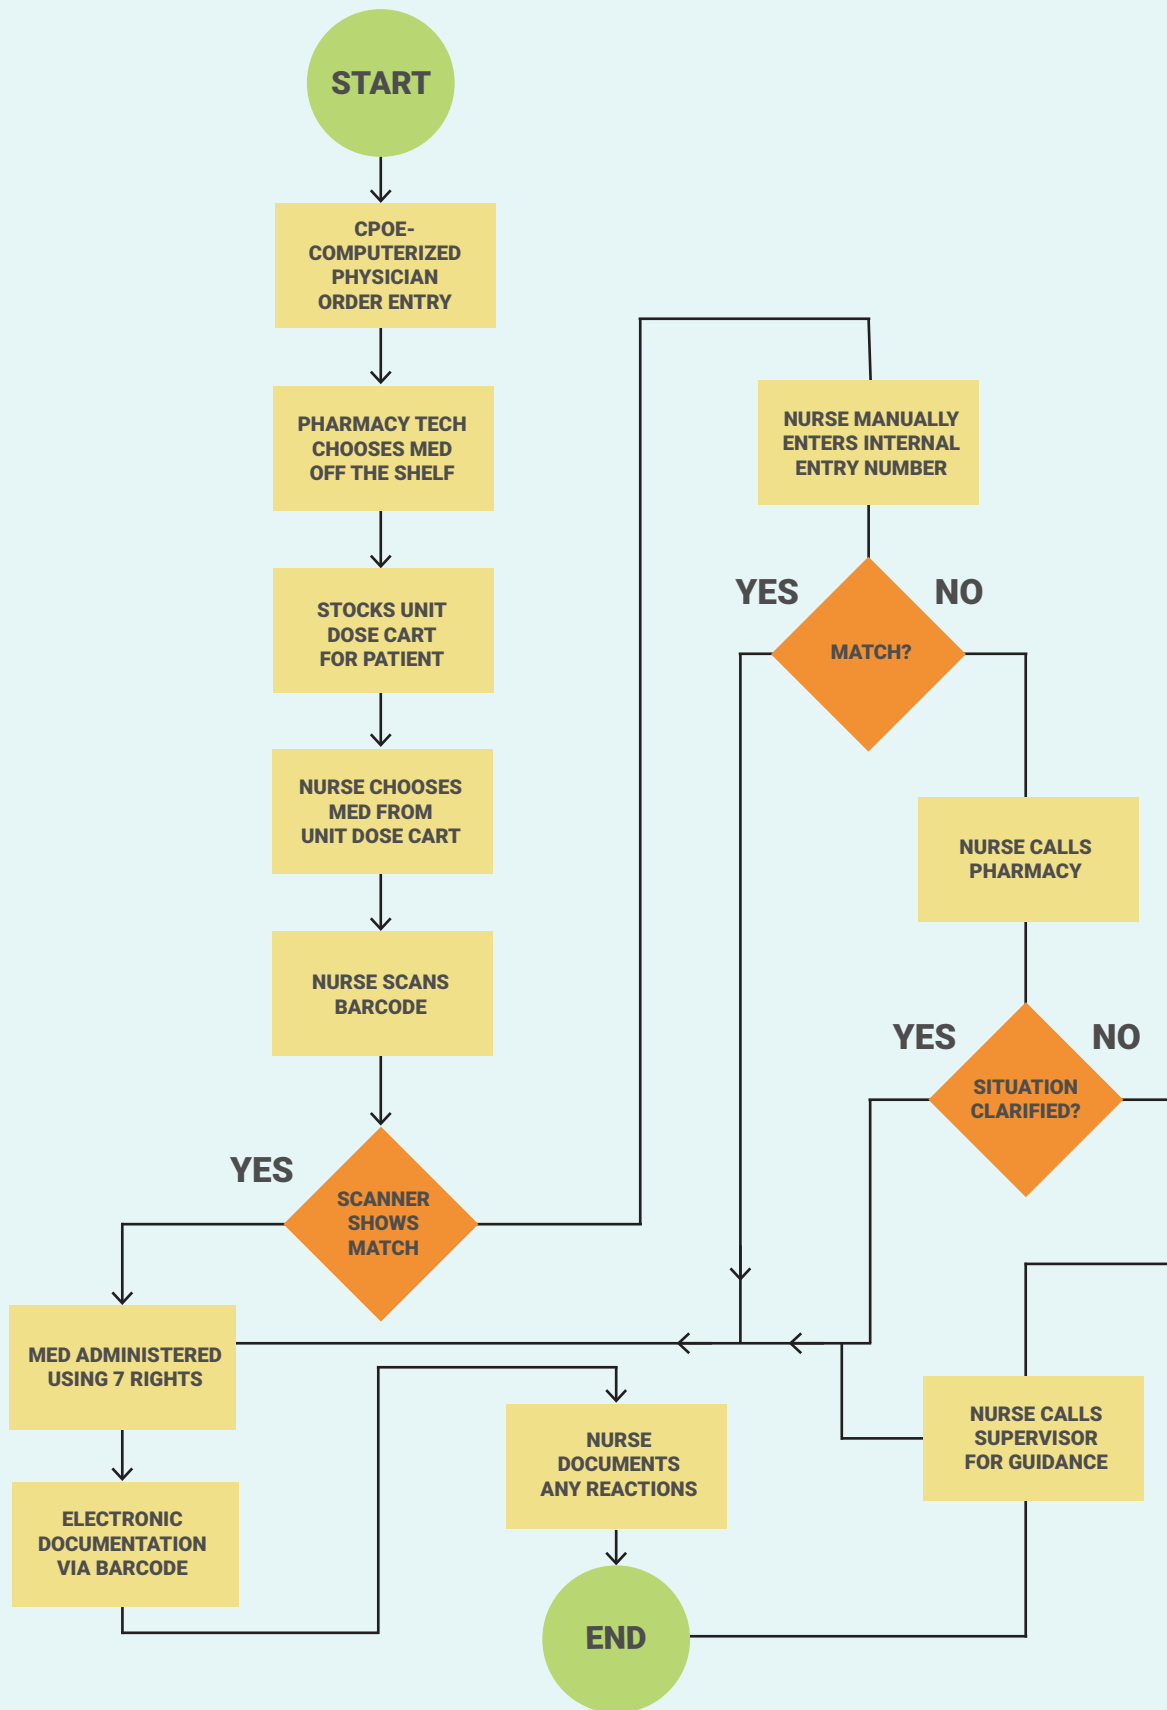 START
CPOE-
COMPUTERIZED
PHYSICIAN
ORDER ENTRY
PHARMACY TECH
CHOOSES MED
OFF THE SHELF
STOCKS UNIT
DOSE CART
FOR PATIENT
NURSE CHOOSES
MED FROM
UNIT DOSE CART
NURSE SCANS
BARCODE
YES
SCANNER
SHOWS
MATCH
MED ADMINISTERED
USING 7 RIGHTS
ELECTRONIC
DOCUMENTATION
VIA BARCODE
NURSE
DOCUMENTS
ANY REACTIONS
END
NURSE MANUALLY
ENTERS INTERNAL
ENTRY NUMBER
YES
NO
MATCH?
NURSE CALLS
PHARMACY
YES
NO
SITUATION
CLARIFIED?
NURSE CALLS
SUPERVISOR
FOR GUIDANCE